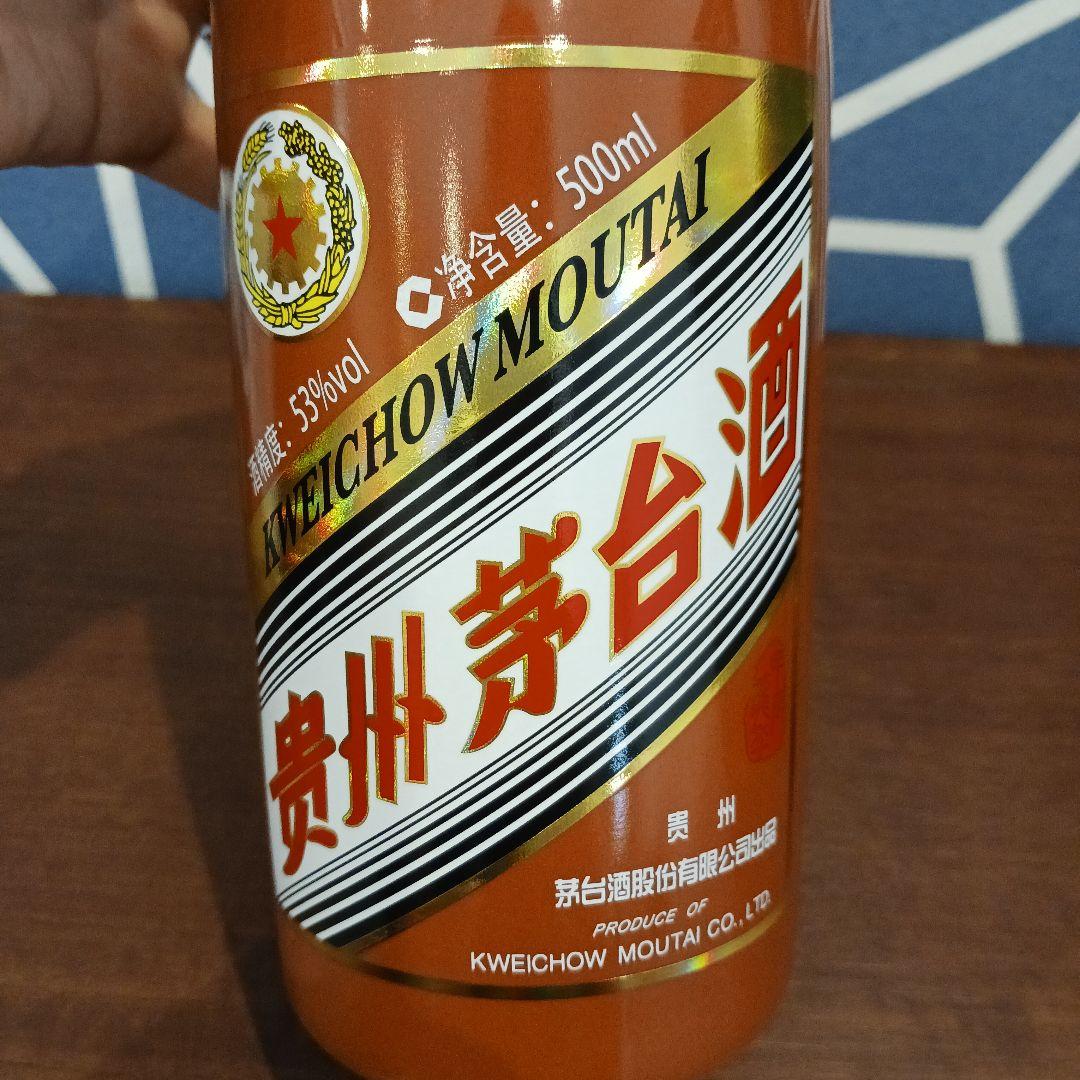 净含量：500ml
酒精度：53%vol
KWEICHOW MOUTAI
贵州茅台酒
贵州
茅台酒股份有限公司出品
PRODUCE OF
KWEICHOW MOUTAI CO., LTD.